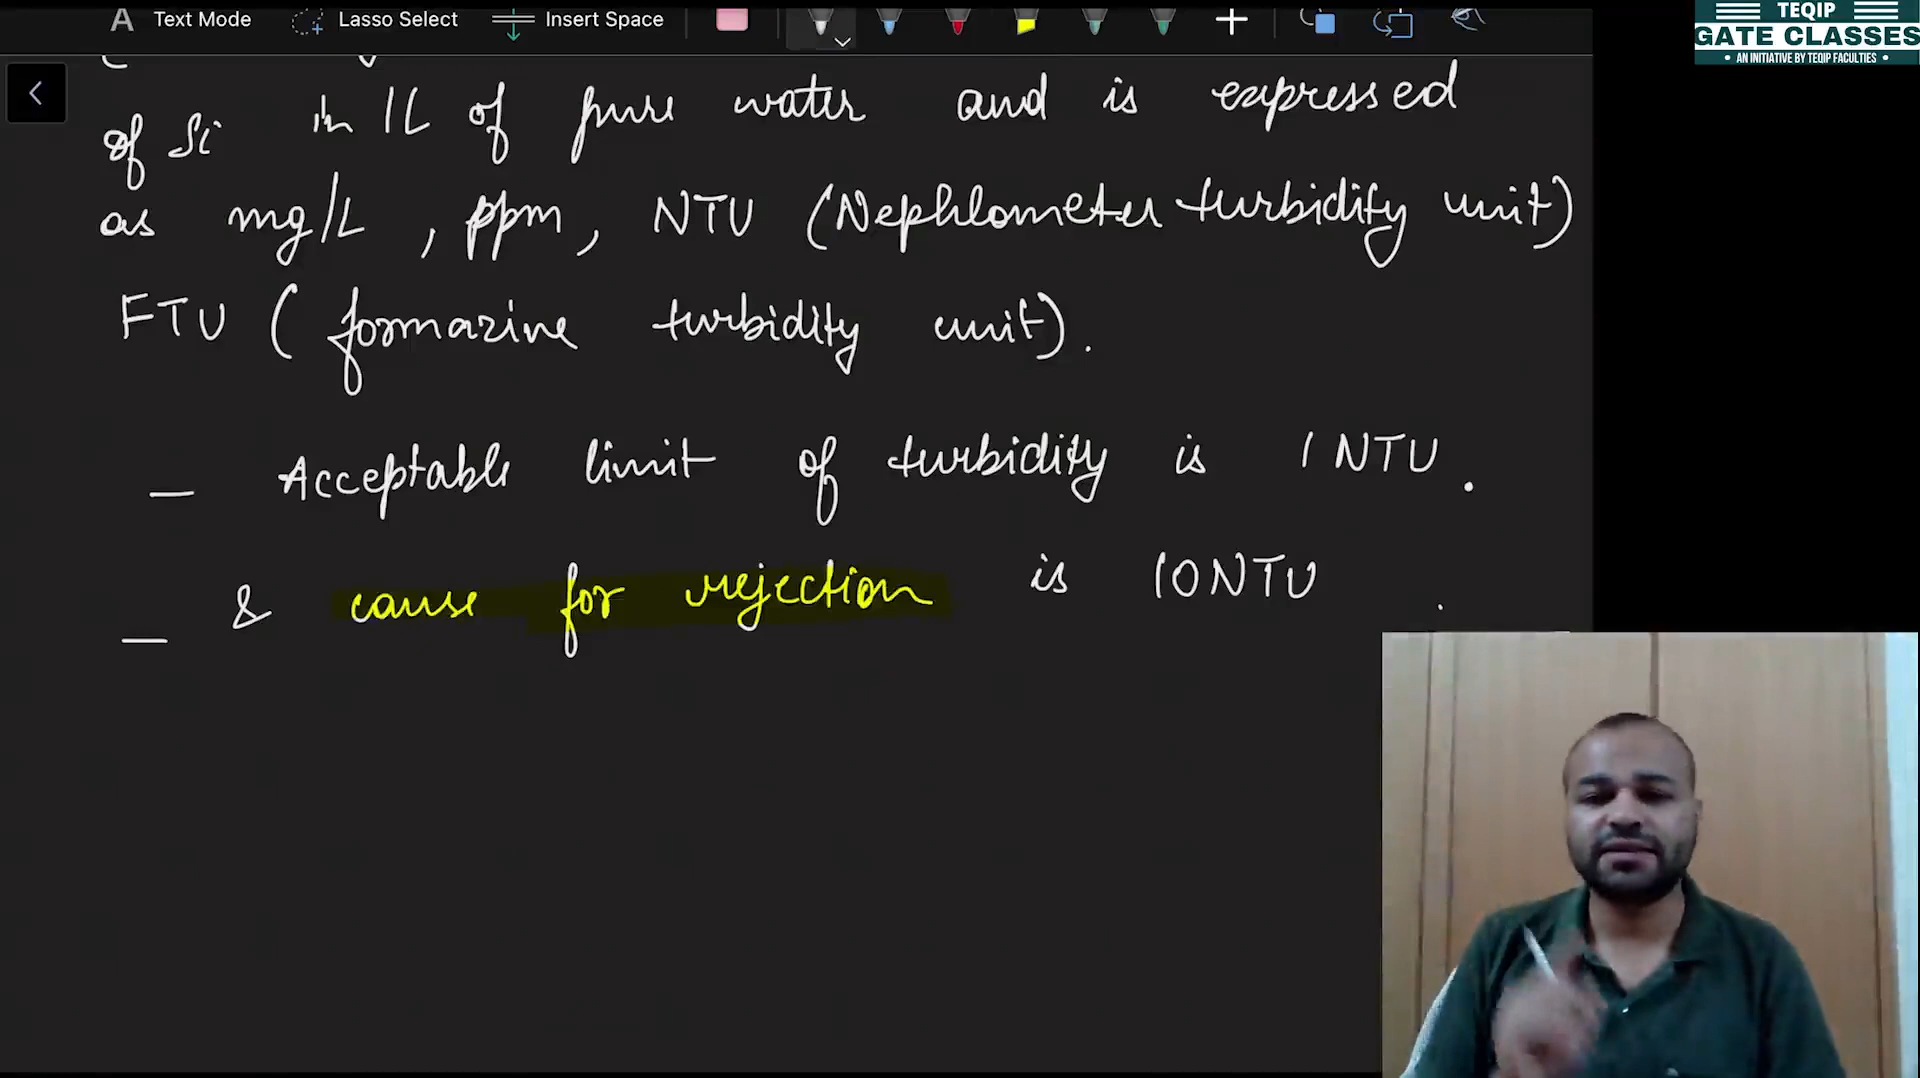 Text Mode Lasso Select Insert Space
TEQIP
GATE CLASSES
• AN INITIATIVE BY TEQIP FACULTIES •
of Si in 1L of pure water and is expressed
as mg/L, ppm, NTU (Nephlometer turbidity unit)
FTU (formazine turbidity unit).
— Acceptable limit of turbidity is 1 NTU.
— & cause for rejection is 10NTU.